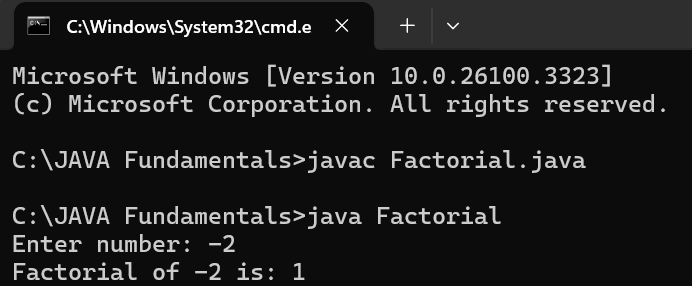 C:\Windows\System32\cmd.e
Microsoft Windows [Version 10.0.26100.3323]
(c) Microsoft Corporation. All rights reserved.
C:\JAVA Fundamentals>javac Factorial.java
C:\JAVA Fundamentals>java Factorial
Enter number: -2
Factorial of -2 is: 1